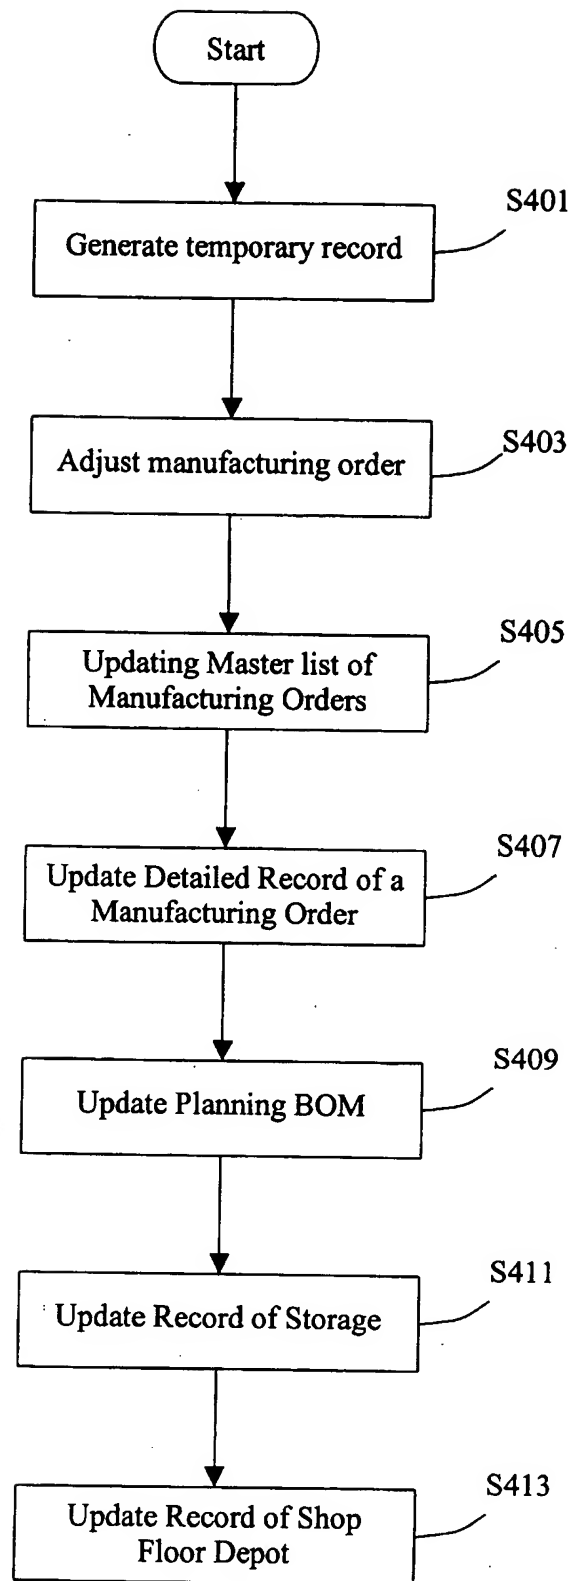 Start
S401
Generate temporary record
S403
Adjust manufacturing order
S405
Updating Master list of
Manufacturing Orders
S407
Update Detailed Record of a
Manufacturing Order
S409
Update Planning BOM
S411
Update Record of Storage
S413
Update Record of Shop
Floor Depot